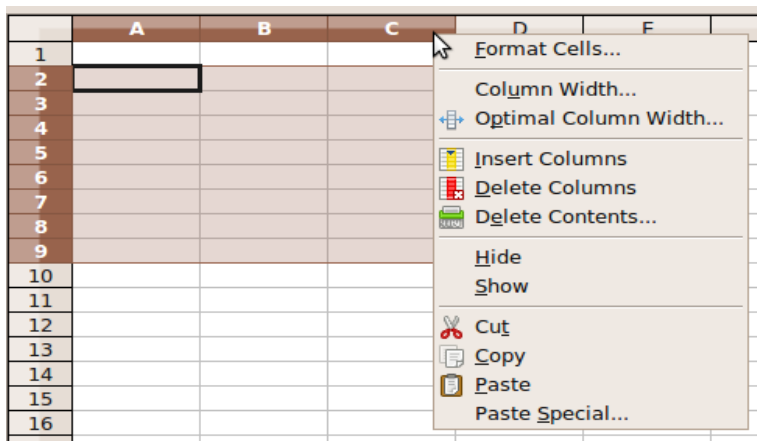 A B C D E
1
2
3
4
5
6
7
8
9
10
11
12
13
14
15
16
Format Cells...
Column Width...
Optimal Column Width...
Insert Columns
Delete Columns
Delete Contents...
Hide
Show
Cut
Copy
Paste
Paste Special...